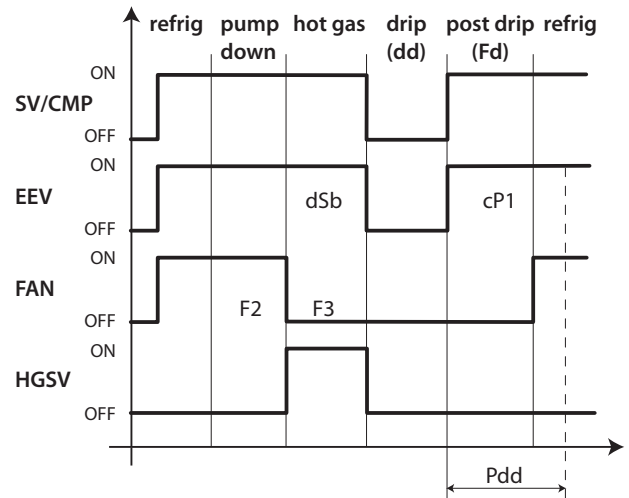 refrig pump down hot gas drip (dd) post drip (Fd) refrig
ON
SV/CMP
OFF
ON
EEV
dSb cP1
OFF
ON
FAN
F2 F3
OFF
ON
HGSV
OFF
Pdd